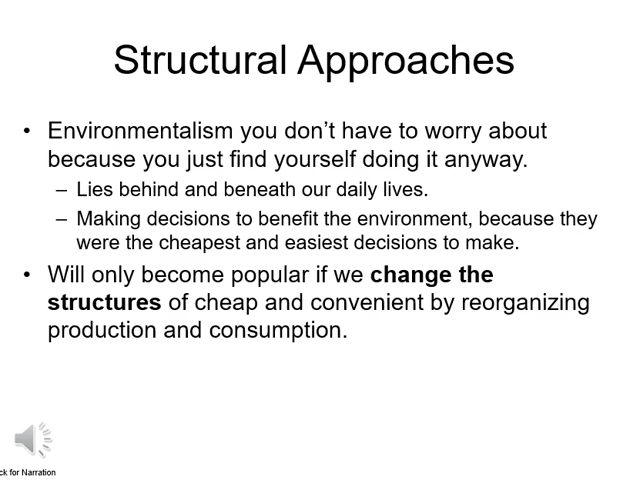 Structural Approaches
• Environmentalism you don’t have to worry about
because you just find yourself doing it anyway.
– Lies behind and beneath our daily lives.
– Making decisions to benefit the environment, because they
were the cheapest and easiest decisions to make.
• Will only become popular if we change the
structures of cheap and convenient by reorganizing
production and consumption.
ck for Narration